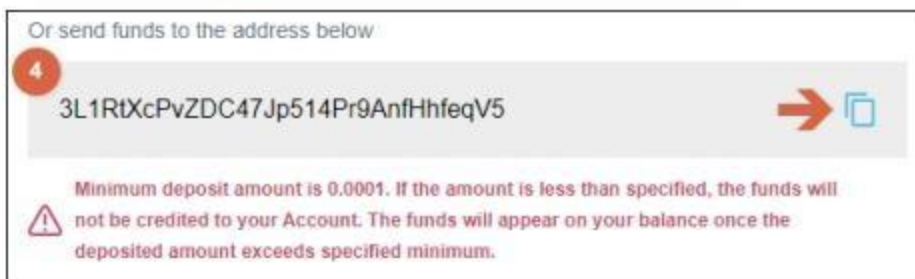 Or send funds to the address below
4
3L1RtXcPvZDC47Jp514Pr9AnfHhfeqV5
Minimum deposit amount is 0.0001. If the amount is less than specified, the funds will
not be credited to your Account. The funds will appear on your balance once the
deposited amount exceeds specified minimum.